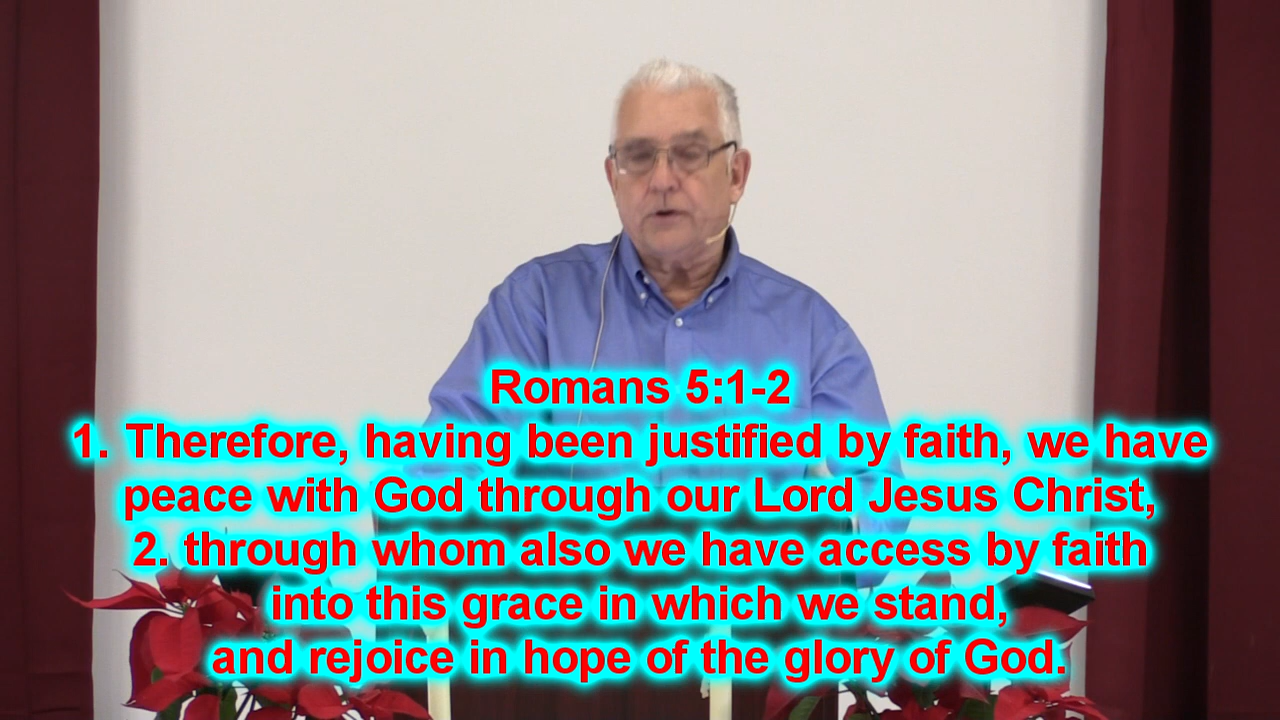 Romans 5:1-2
1. Therefore, having been justified by faith, we have
peace with God through our Lord Jesus Christ,
2. through whom also we have access by faith
into this grace in which we stand,
and rejoice in hope of the glory of God.